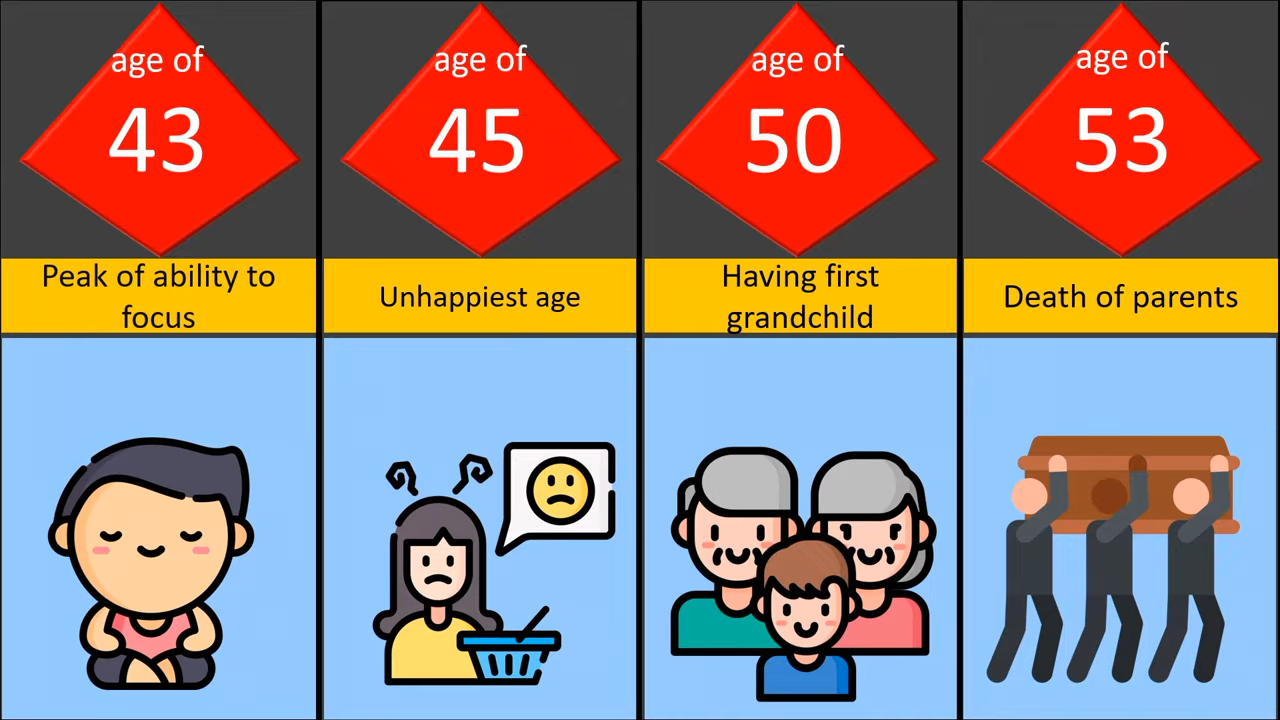 age of
43
Peak of ability to
focus
age of
45
Unhappiest age
age of
50
Having first
grandchild
age of
53
Death of parents